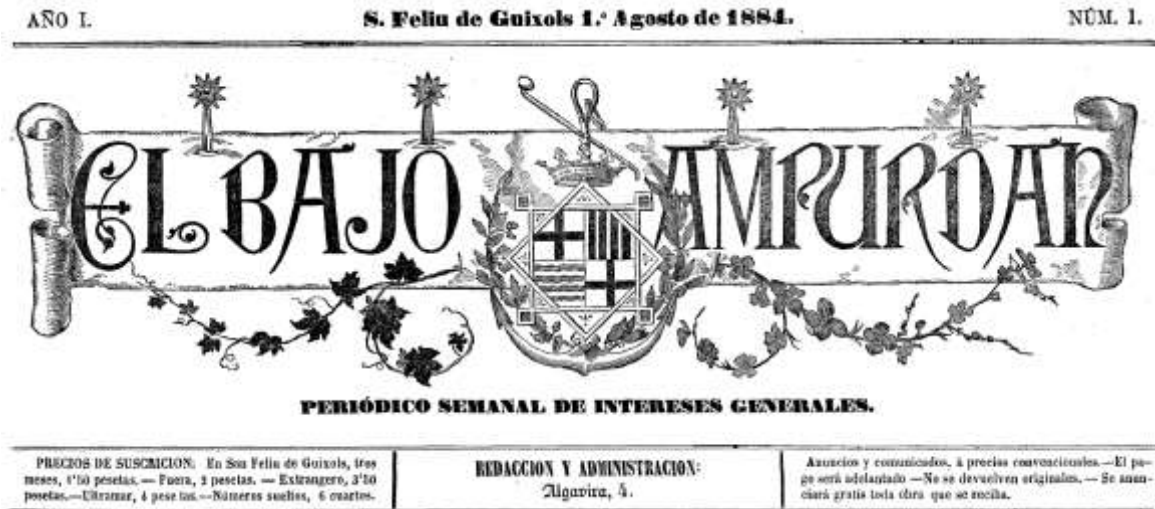 AÑO I.
S. Feliu de Guixols 1.º Agosto de 1884.
NÚM. 1.
EL BAJO AMPURDAN
PERIÓDICO SEMANAL DE INTERESES GENERALES.
PRECIOS DE SUSCRICION: En San Feliu de Guixols, tres
meses, 1'50 pesetas. — Fuera, 2 pesetas. — Extrangero, 3'50
pesetas.—Ultramar, 4 pesetas.—Números sueltos, 6 cuartos.
REDACCION Y ADMINISTRACION:
Algavira, 4.
Anuncios y comunicados, á precios convencionales.—El pa-
go será adelantado —No se devuelven originales.— Se anun-
ciará gratis toda obra que se reciba.